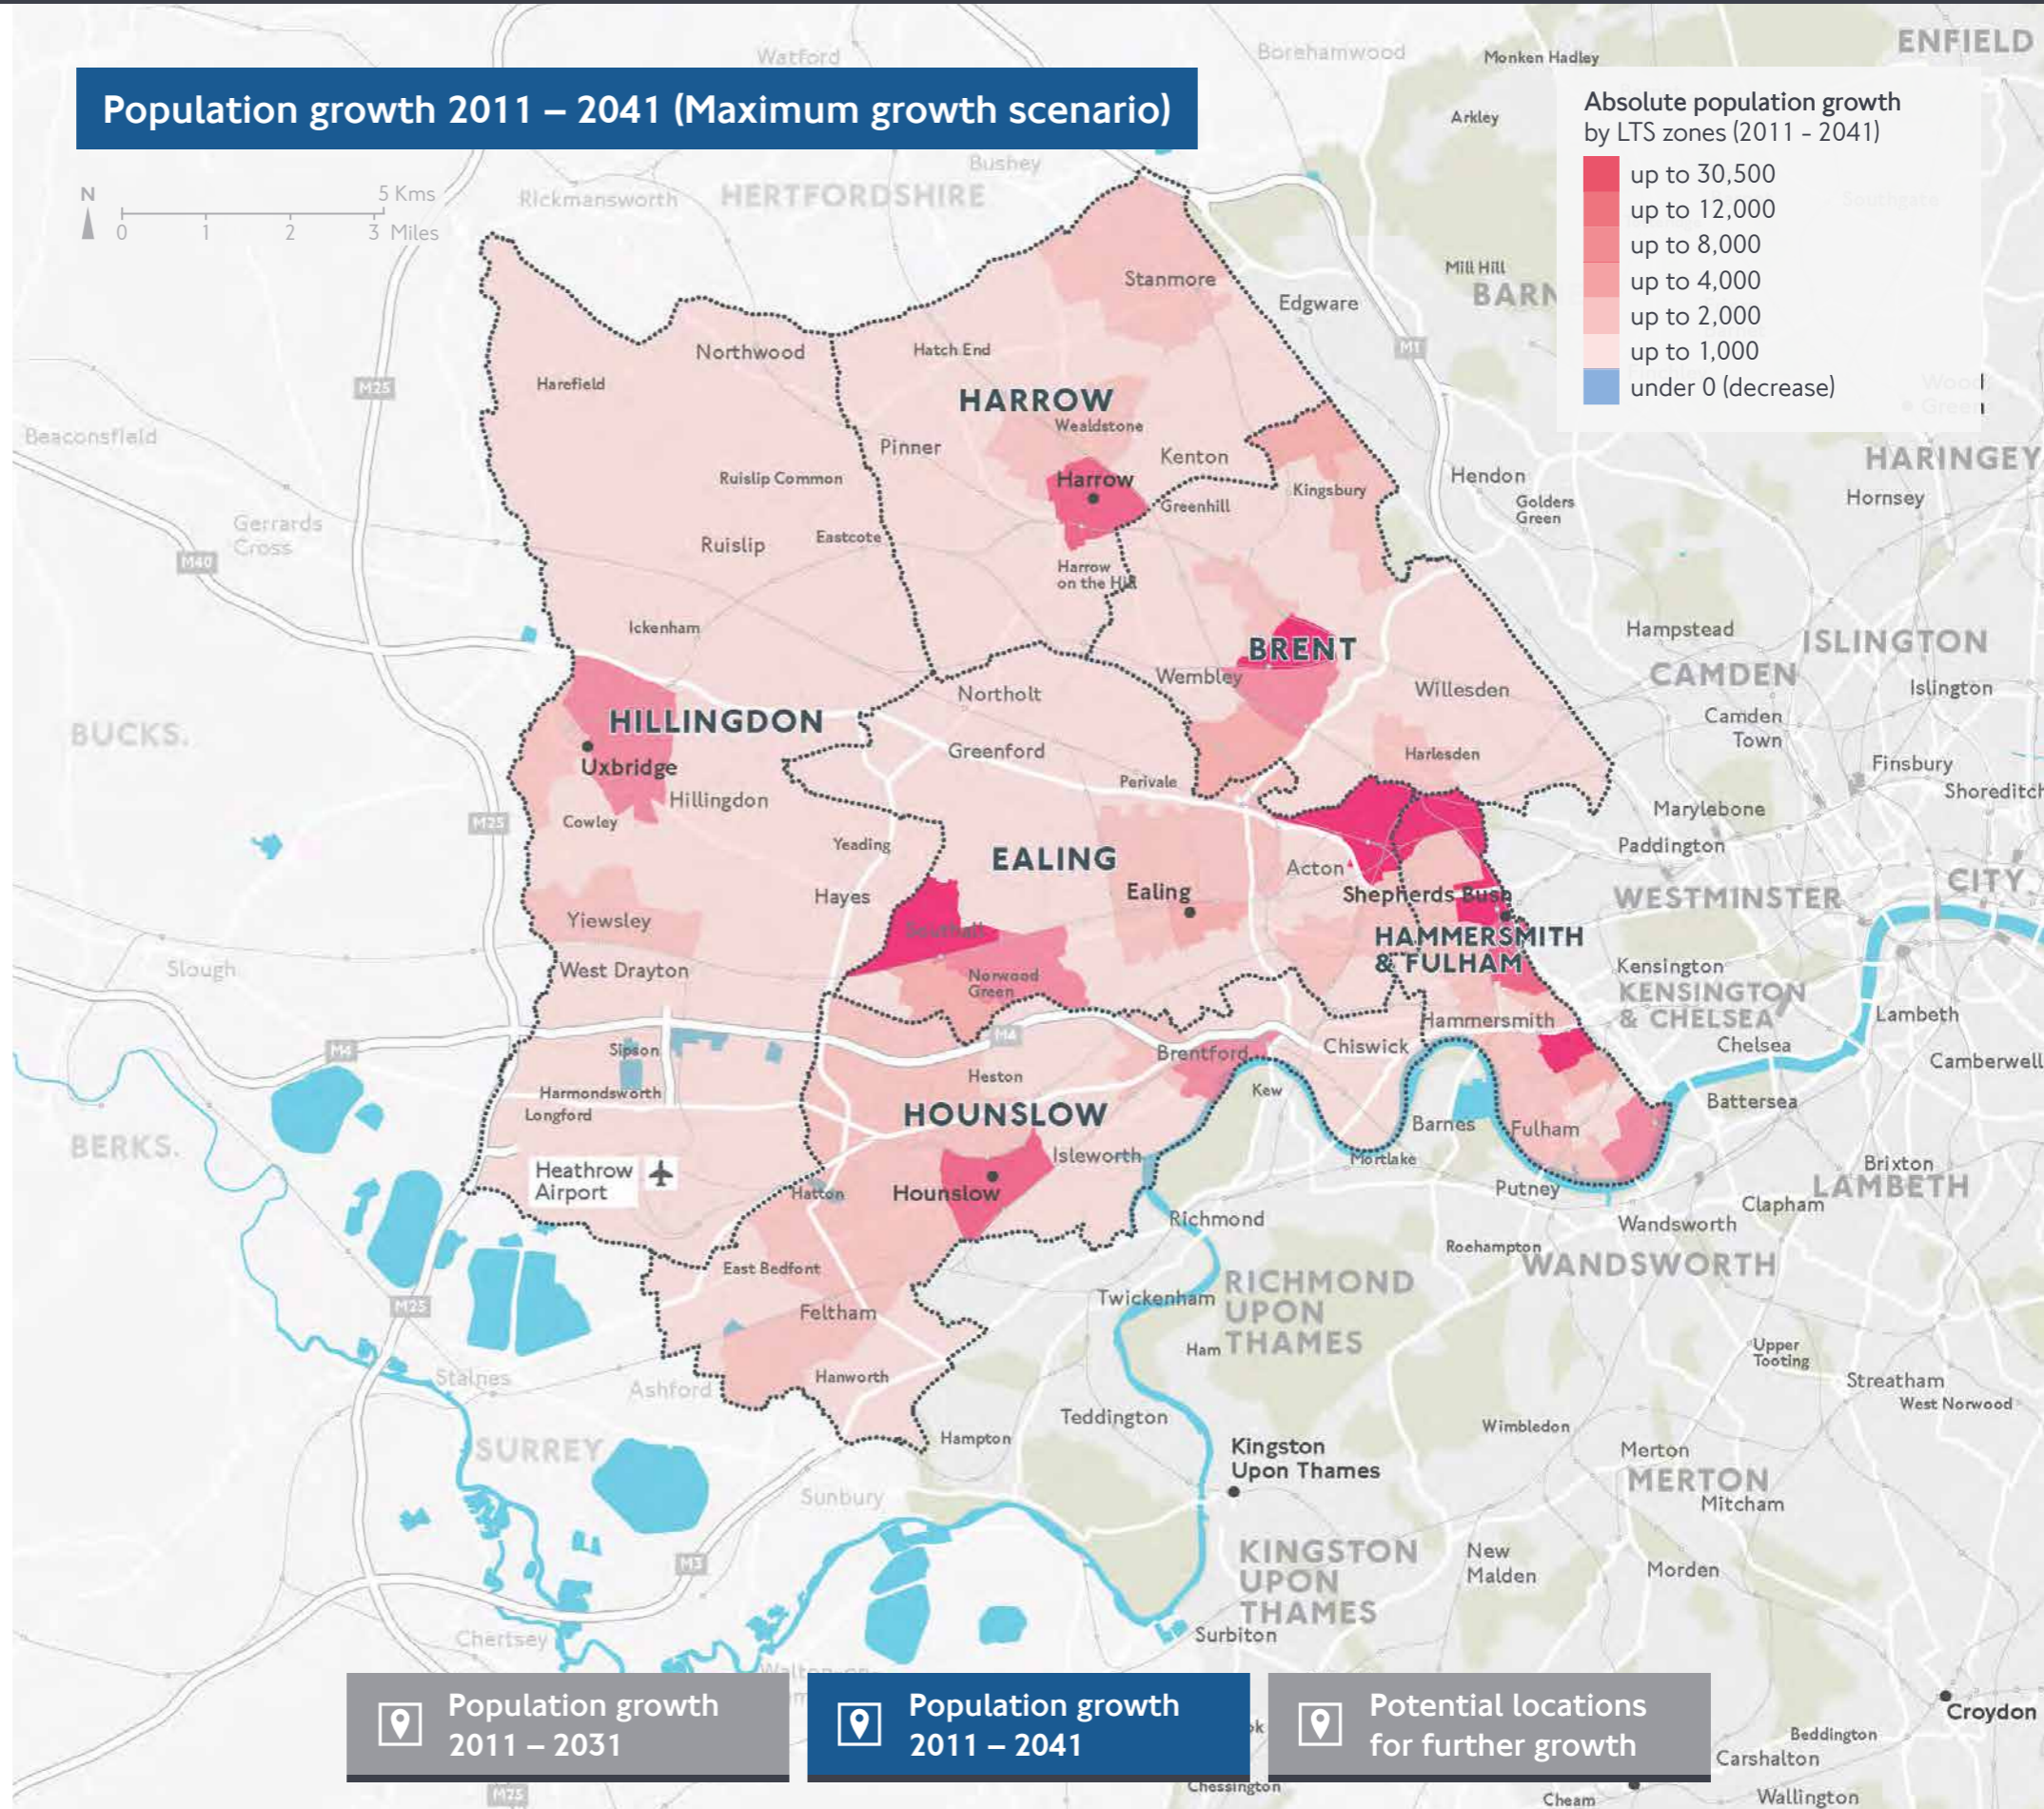 Population growth 2011 – 2041 (Maximum growth scenario)
Absolute population growth
by LTS zones (2011 - 2041)
up to 30,500
up to 12,000
up to 8,000
up to 4,000
up to 2,000
up to 1,000
under 0 (decrease)
N
5 Kms
0 1 2 3 Miles
Watford
Borehamwood
Monken Hadley
ENFIELD
Arkley
Bushey
Rickmansworth
HERTFORDSHIRE
Southgate
Stanmore
Mill Hill
BARN
Edgware
M1
Northwood
Hatch End
Harefield
M25
HARROW
Wealdstone
Wood
Green
Beaconsfield
Pinner
Kenton
HARINGEY
Ruislip Common
Harrow
Kingsbury
Hendon
Hornsey
Greenhill
Golders
Green
Gerrards
Cross
Ruislip
Eastcote
M40
Harrow
on the Hill
Ickenham
BRENT
Hampstead
ISLINGTON
Wembley
CAMDEN
Northolt
Willesden
Islington
BUCKS.
HILLINGDON
Camden
Town
Greenford
Harlesden
Uxbridge
Perivale
Finsbury
Hillingdon
Shoreditch
M25
Cowley
Marylebone
Yeading
EALING
Paddington
Acton
Hayes
Ealing
Shepherds Bush
WESTMINSTER
CITY
Yiewsley
Southall
HAMMERSMITH
& FULHAM
Slough
West Drayton
Norwood
Green
Kensington
KENSINGTON
& CHELSEA
Lambeth
Hammersmith
M4
M4
Sipson
Brentford
Chiswick
Chelsea
Camberwell
Heston
Harmondsworth
Kew
Longford
HOUNSLOW
Battersea
Barnes
Fulham
BERKS.
Isleworth
Mortlake
Heathrow
Airport
Brixton
LAMBETH
Hatton
Hounslow
Putney
Clapham
Richmond
Wandsworth
Roehampton
WANDSWORTH
East Bedfont
RICHMOND
UPON
THAMES
M25
Feltham
Twickenham
Ham
Upper
Tooting
Stalnes
Ashford
Hanworth
Streatham
West Norwood
Teddington
Wimbledon
Hampton
SURREY
Kingston
Upon Thames
Merton
MERTON
Mitcham
Sunbury
KINGSTON
UPON
THAMES
New
Malden
M3
Morden
Chertsey
Surbiton
Walton-on-
Population growth
2011 – 2031
Population growth
2011 – 2041
Potential locations
for further growth
Croydon
Beddington
Carshalton
Chessington
M25
Cheam
Wallington